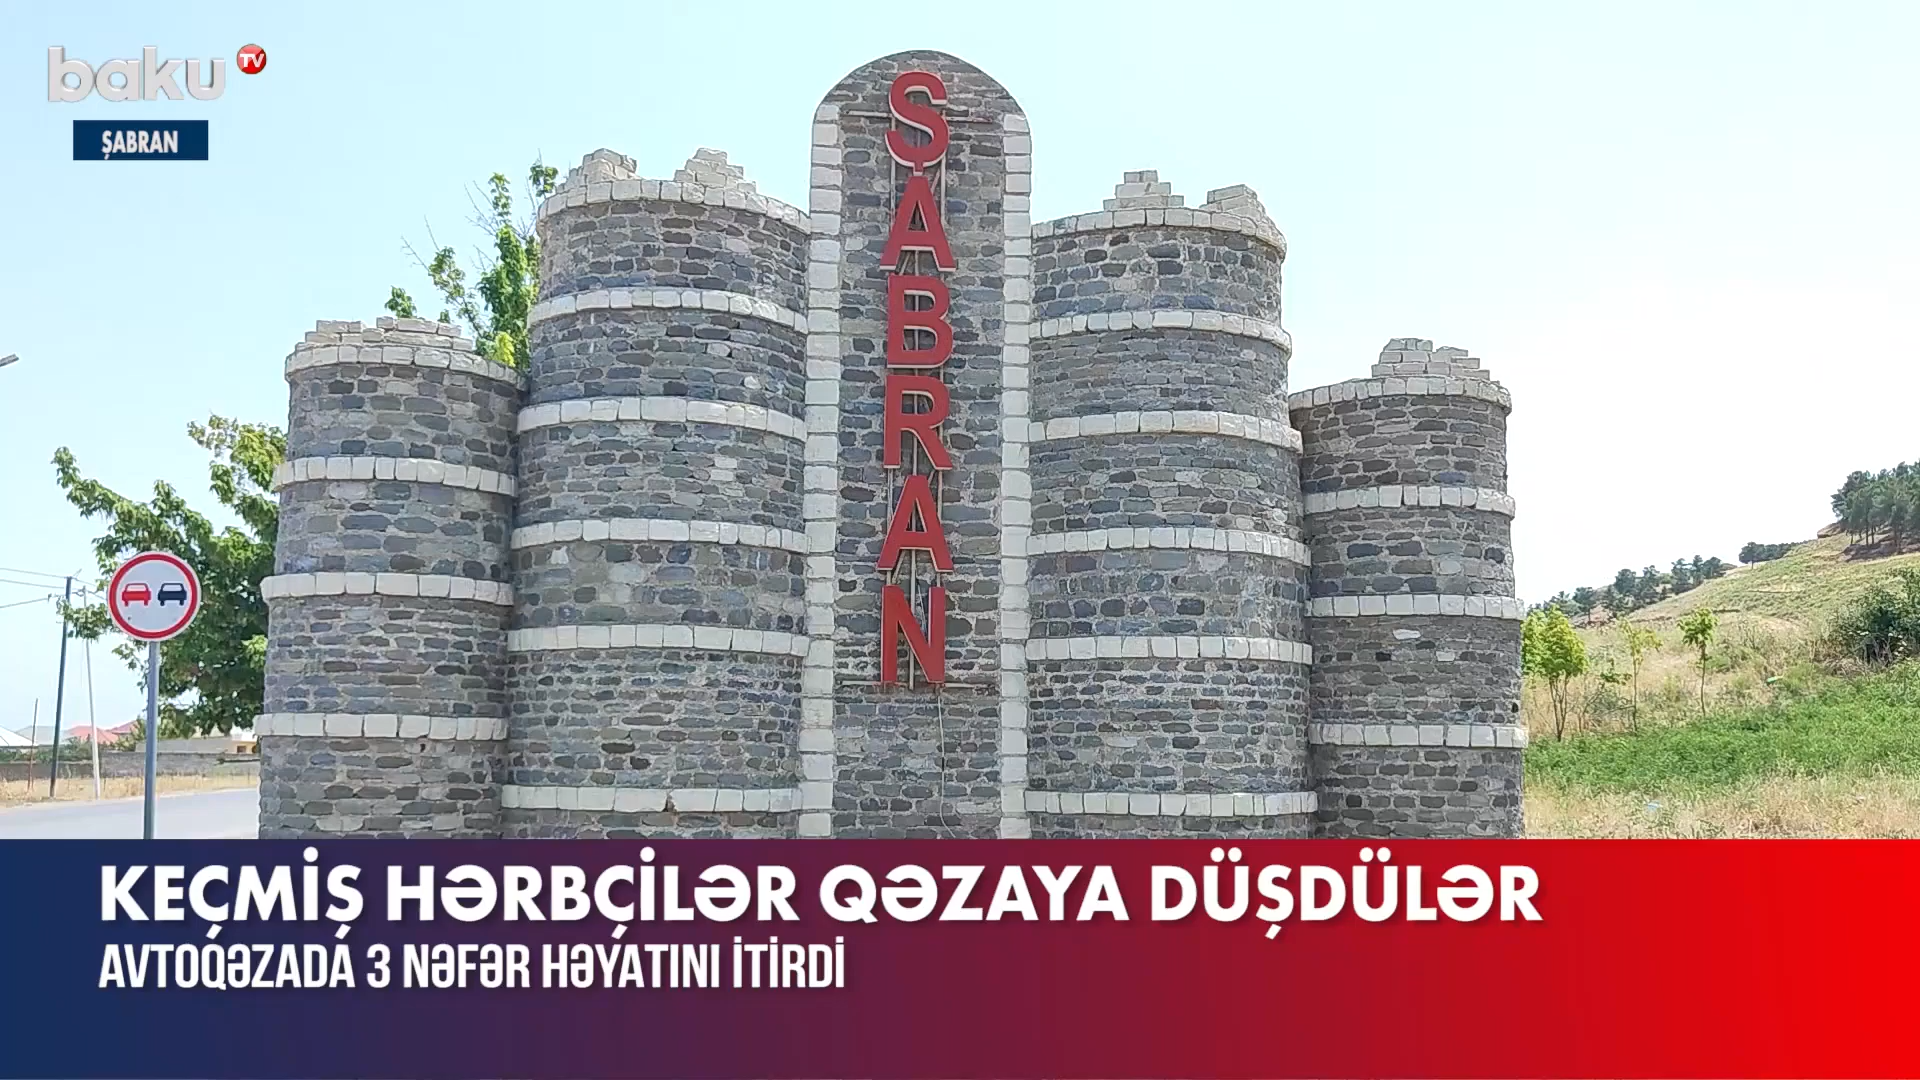 baku TV
ŞABRAN
ŞABRAN
KEÇMİŞ HƏRBÇİLƏR QƏZAYA DÜŞDÜLƏR
AVTOQƏZADA 3 NƏFƏR HƏYATINI İTİRDİ